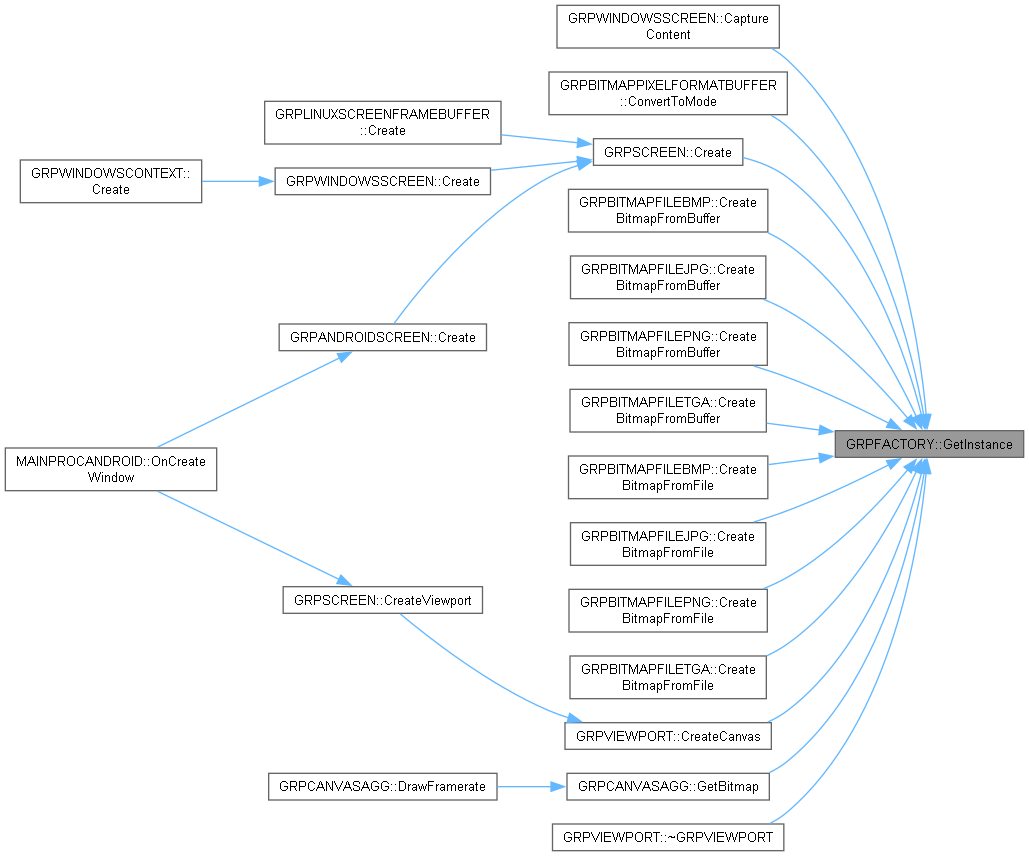 GRPWINDOWSSCREEN::Capture
Content
GRPBITMAPPIXELFORMATBUFFER
::ConvertToMode
GRPLINUXSCREENFRAMEBUFFER
::Create
GRPSCREEN::Create
GRPWINDOWSCONTEXT::
Create
GRPWINDOWSSCREEN::Create
GRPBITMAPFILEBMP::Create
BitmapFromBuffer
GRPBITMAPFILEJPG::Create
BitmapFromBuffer
GRPANDROIDSCREEN::Create
GRPBITMAPFILEPNG::Create
BitmapFromBuffer
GRPBITMAPFILETGA::Create
BitmapFromBuffer
GRPFACTORY::GetInstance
MAINPROCANDROID::OnCreate
Window
GRPBITMAPFILEBMP::Create
BitmapFromFile
GRPBITMAPFILEJPG::Create
BitmapFromFile
GRPSCREEN::CreateViewport
GRPBITMAPFILEPNG::Create
BitmapFromFile
GRPBITMAPFILETGA::Create
BitmapFromFile
GRPVIEWPORT::CreateCanvas
GRPCANVASAGG::DrawFramerate
GRPCANVASAGG::GetBitmap
GRPVIEWPORT::~GRPVIEWPORT